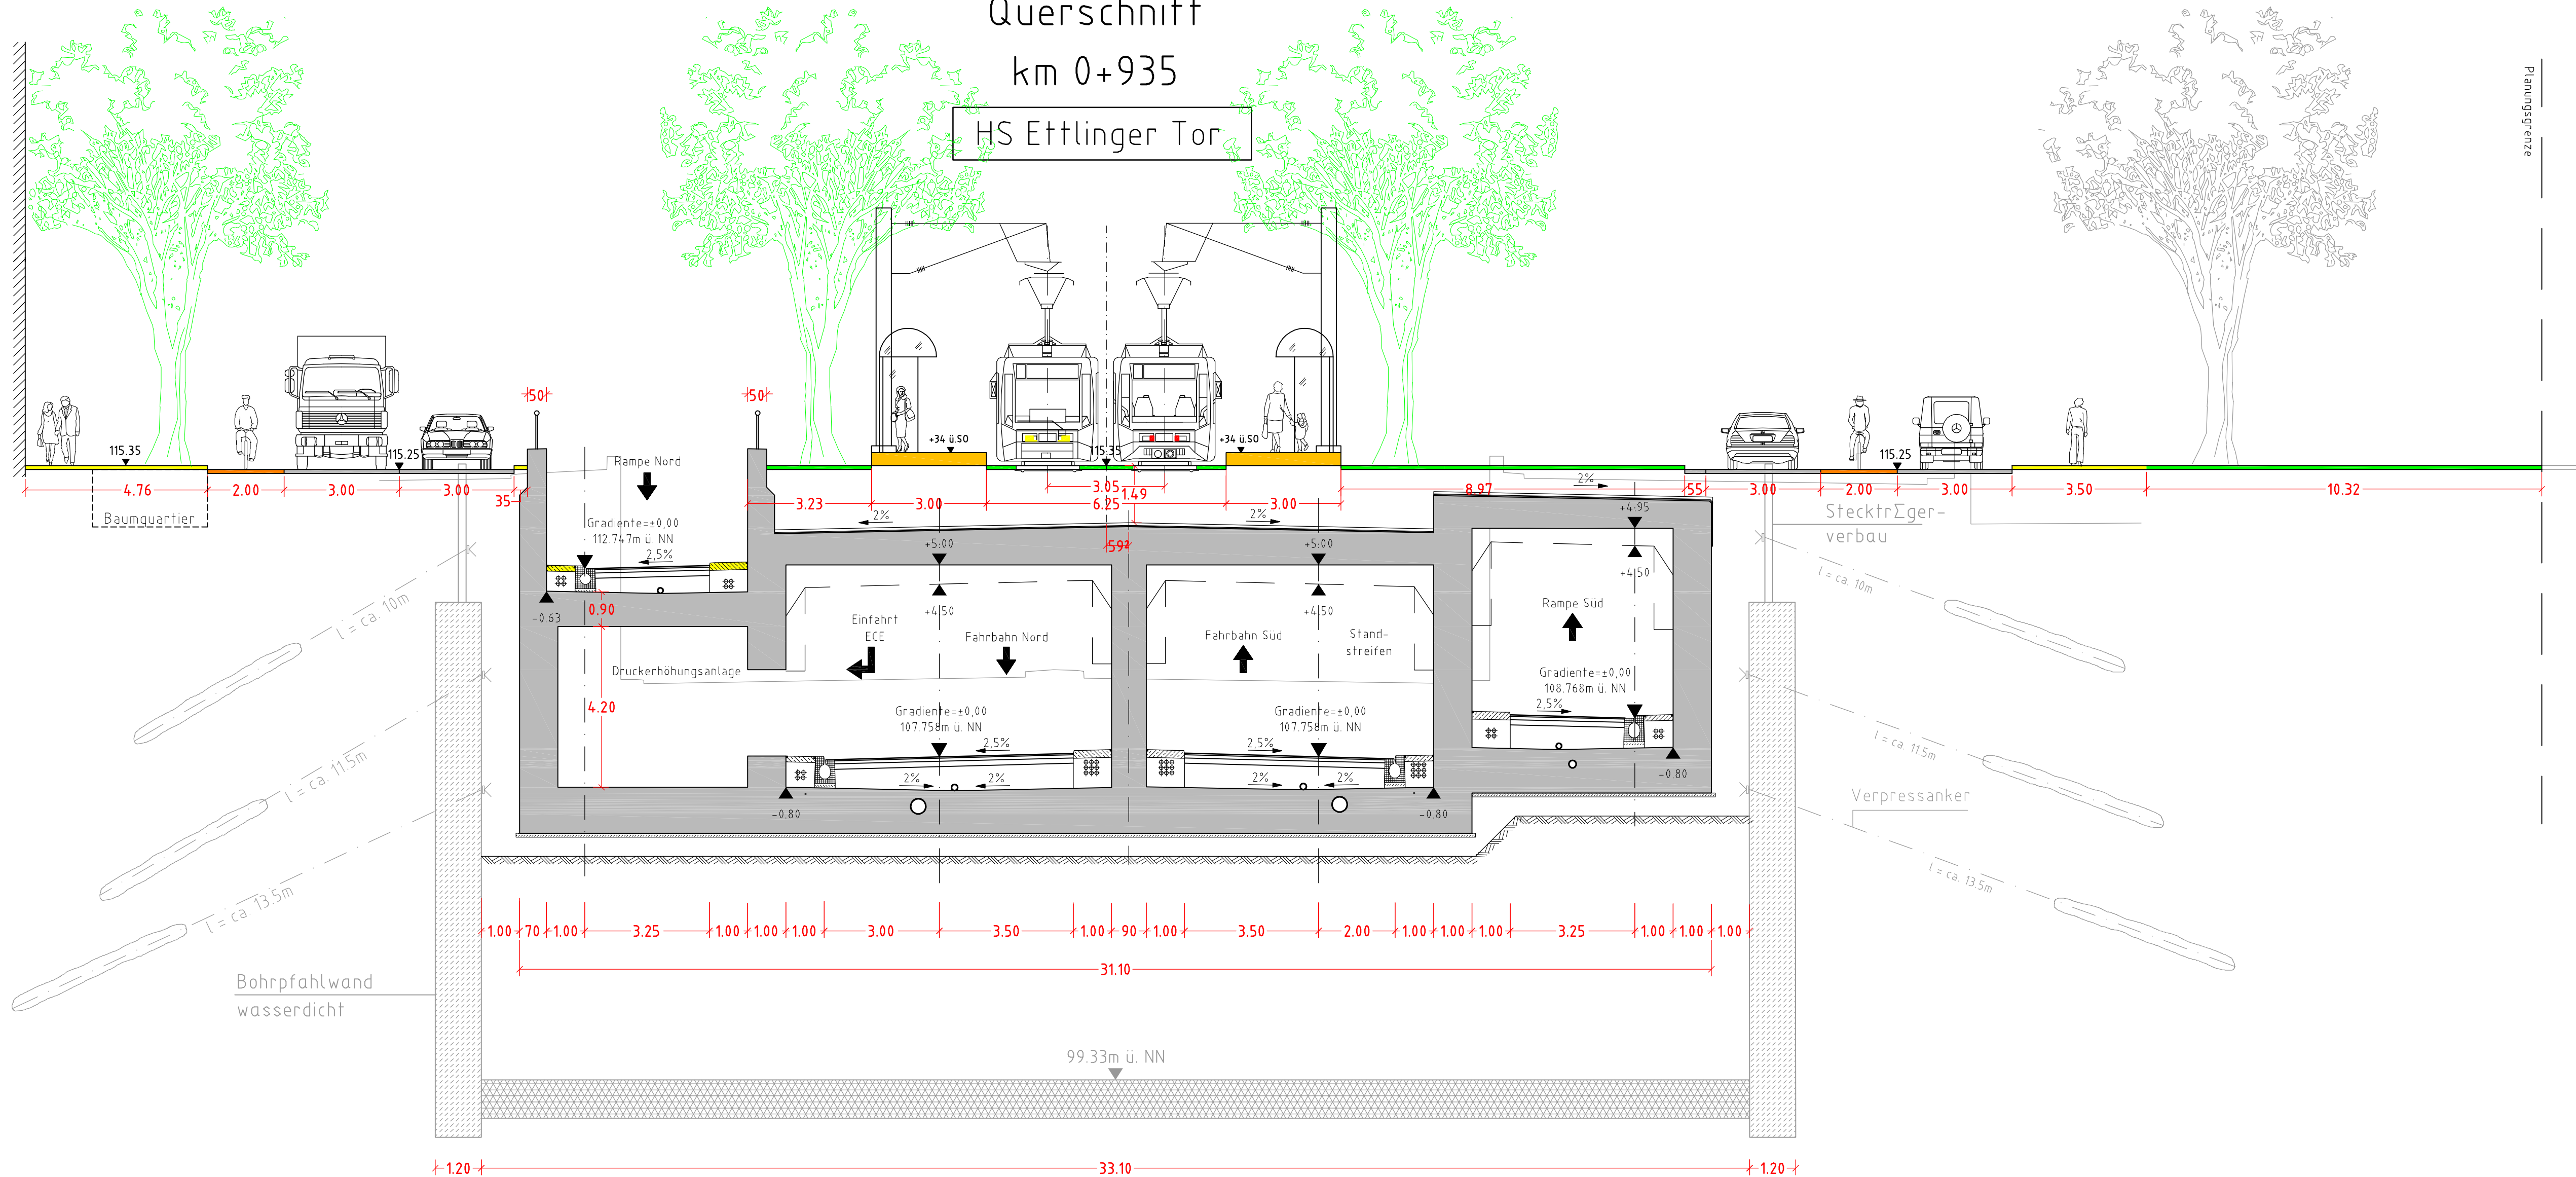 Querschnitt
km 0+935
HS Ettlinger Tor
Planungsgrenze
50
50
+34 ü.SO
+34 ü.SO
115.35
115.25
115.35
115.25
Rampe Nord
4.76
2.00
3.00
3.00
35
3.23
3.00
3.05
1.49
6.25
3.00
8.97
2%
55
3.00
2.00
3.00
3.50
10.32
Baumquartier
Gradiente=±0,00
112.747m ü. NN
2,5%
2%
2%
59²
+4.95
+4.50
StecktrΣger-
verbau
+5.00
+5.00
+4.50
+4.50
-0.63
0.90
l = ca. 10m
l = ca. 10m
Einfahrt
ECE
Fahrbahn Nord
Fahrbahn Süd
Stand-
streifen
Rampe Süd
Druckerhöhungsanlage
4.20
Gradiente=±0,00
107.758m ü. NN
2,5%
Gradiente=±0,00
107.758m ü. NN
2,5%
Gradiente=±0,00
108.768m ü. NN
2,5%
2%
2%
2%
2%
-0.80
-0.80
-0.80
l = ca. 11.5m
l = ca. 11.5m
Verpressanker
l = ca. 13.5m
l = ca. 13.5m
1.00
70
1.00
3.25
1.00
1.00
1.00
3.00
3.50
1.00
90
1.00
3.50
2.00
1.00
1.00
1.00
3.25
1.00
1.00
1.00
31.10
Bohrpfahlwand
wasserdicht
99.33m ü. NN
1.20
33.10
1.20